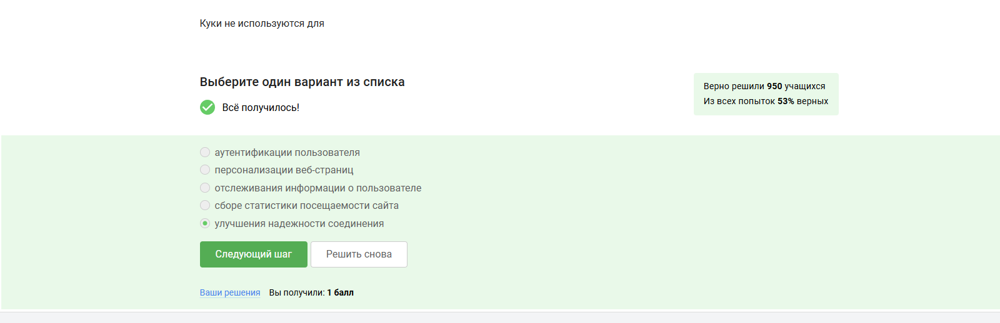 Куки не используются для
Выберите один вариант из списка
Всё получилось!
Верно решили 950 учащихся
Из всех попыток 53% верных
аутентификации пользователя
персонализации веб-страниц
отслеживания информации о пользователе
сборе статистики посещаемости сайта
улучшения надежности соединения
Следующий шаг Решить снова
Ваши решения Вы получили: 1 балл